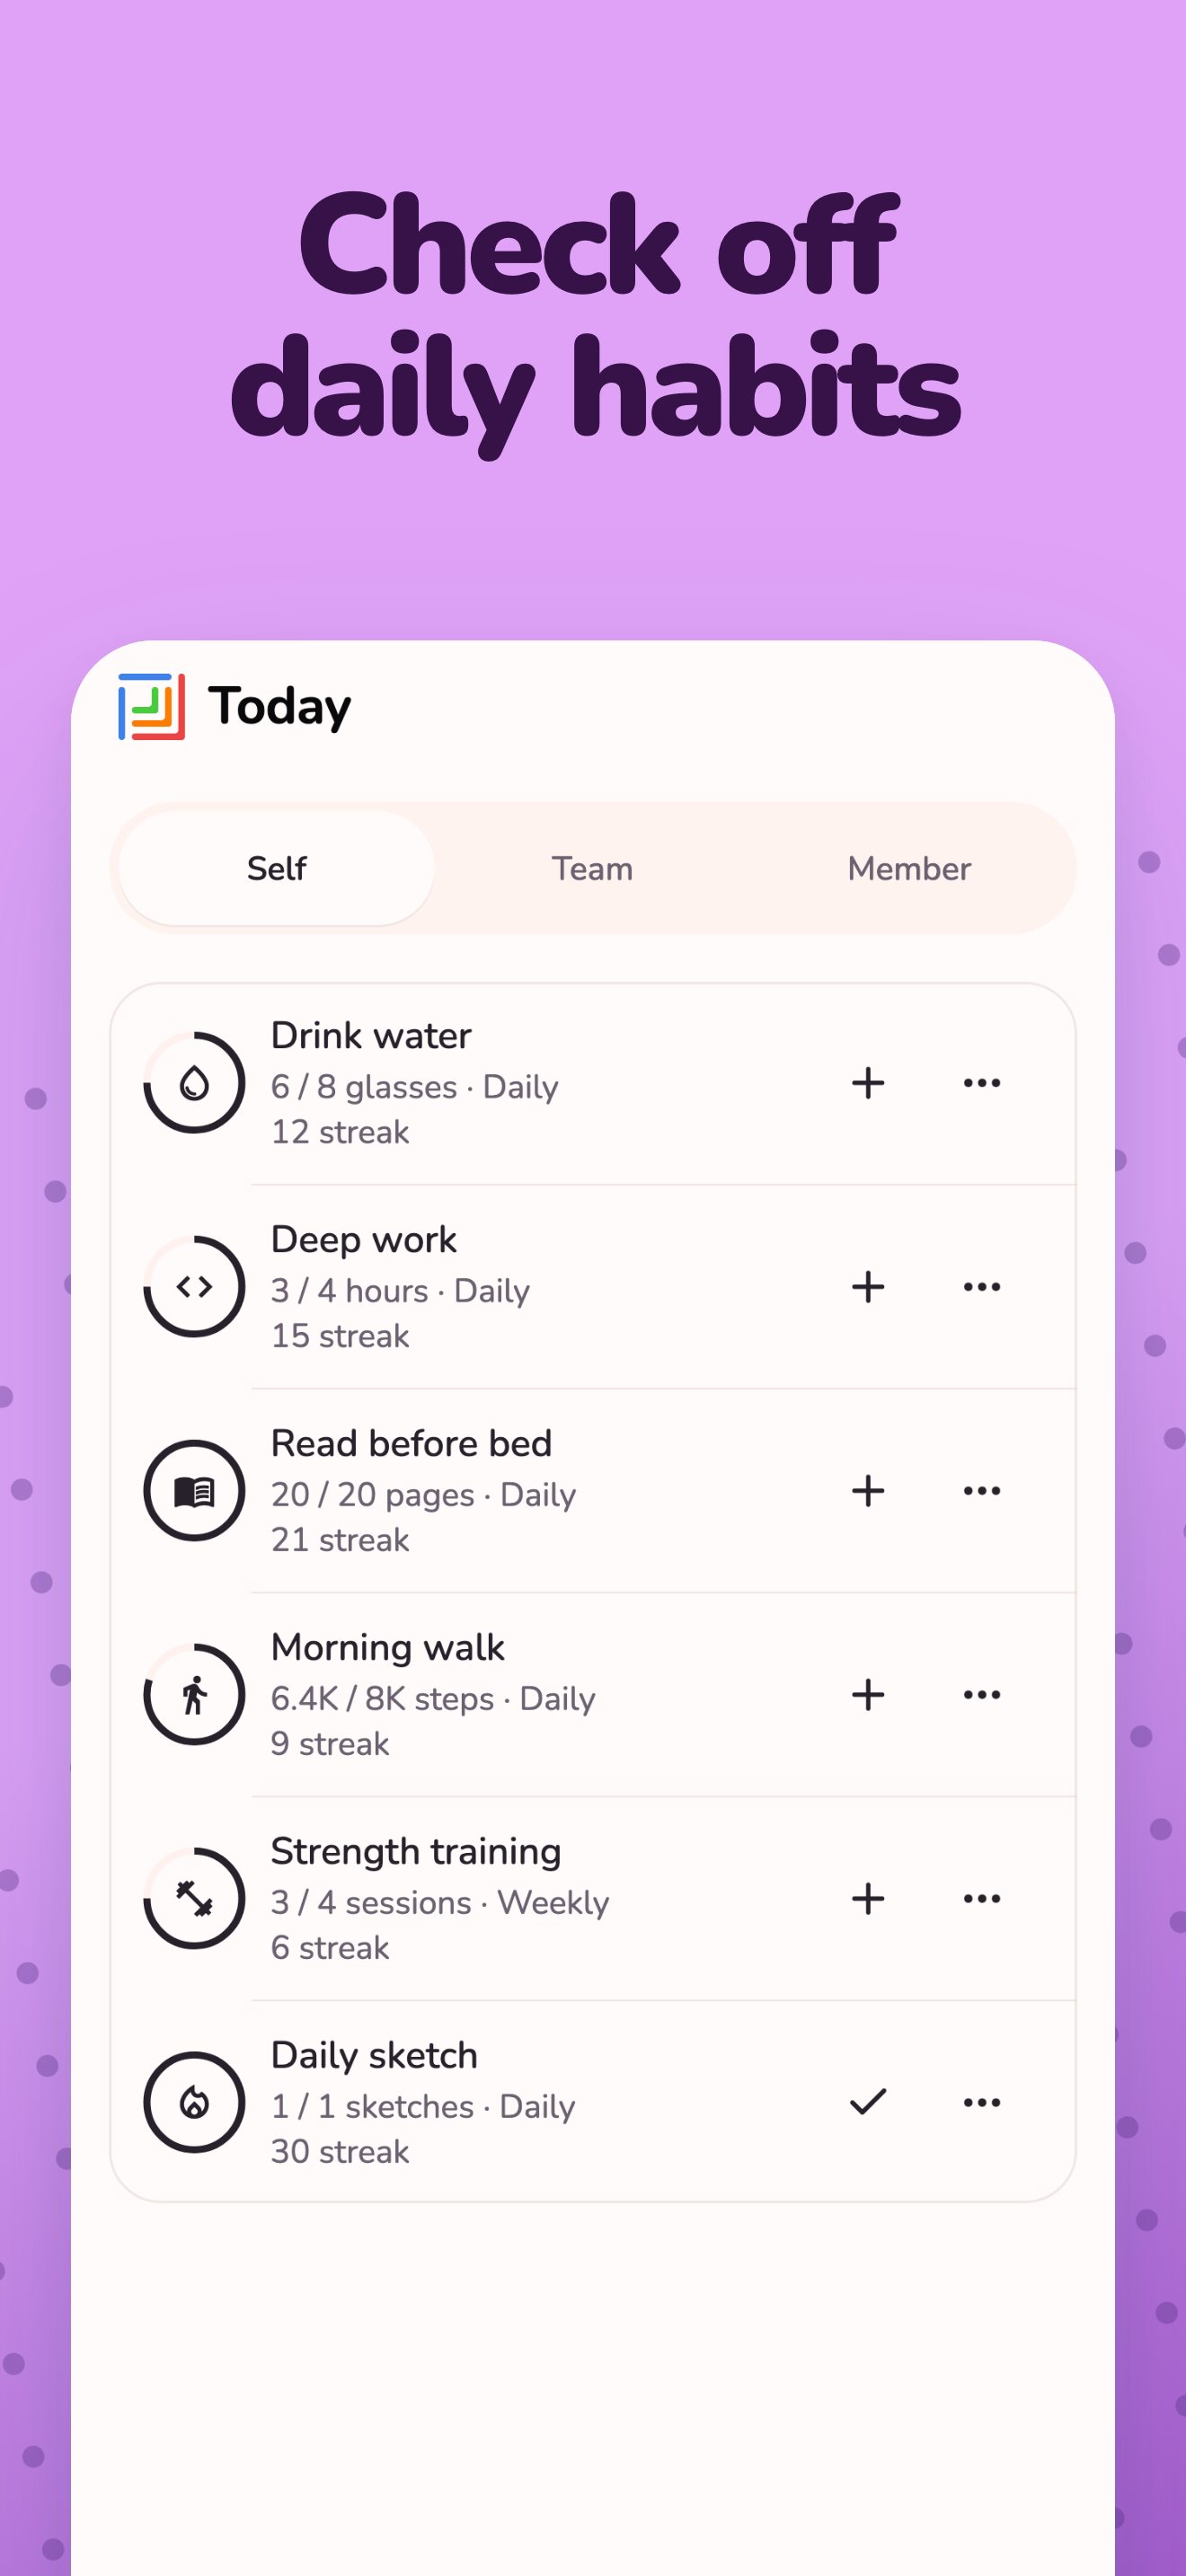 Check off
daily habits
Today
Self
Team
Member
Drink water
6 / 8 glasses · Daily
12 streak
Deep work
3 / 4 hours · Daily
15 streak
Read before bed
20 / 20 pages · Daily
21 streak
Morning walk
6.4K / 8K steps · Daily
9 streak
Strength training
3 / 4 sessions · Weekly
6 streak
Daily sketch
1 / 1 sketches · Daily
30 streak